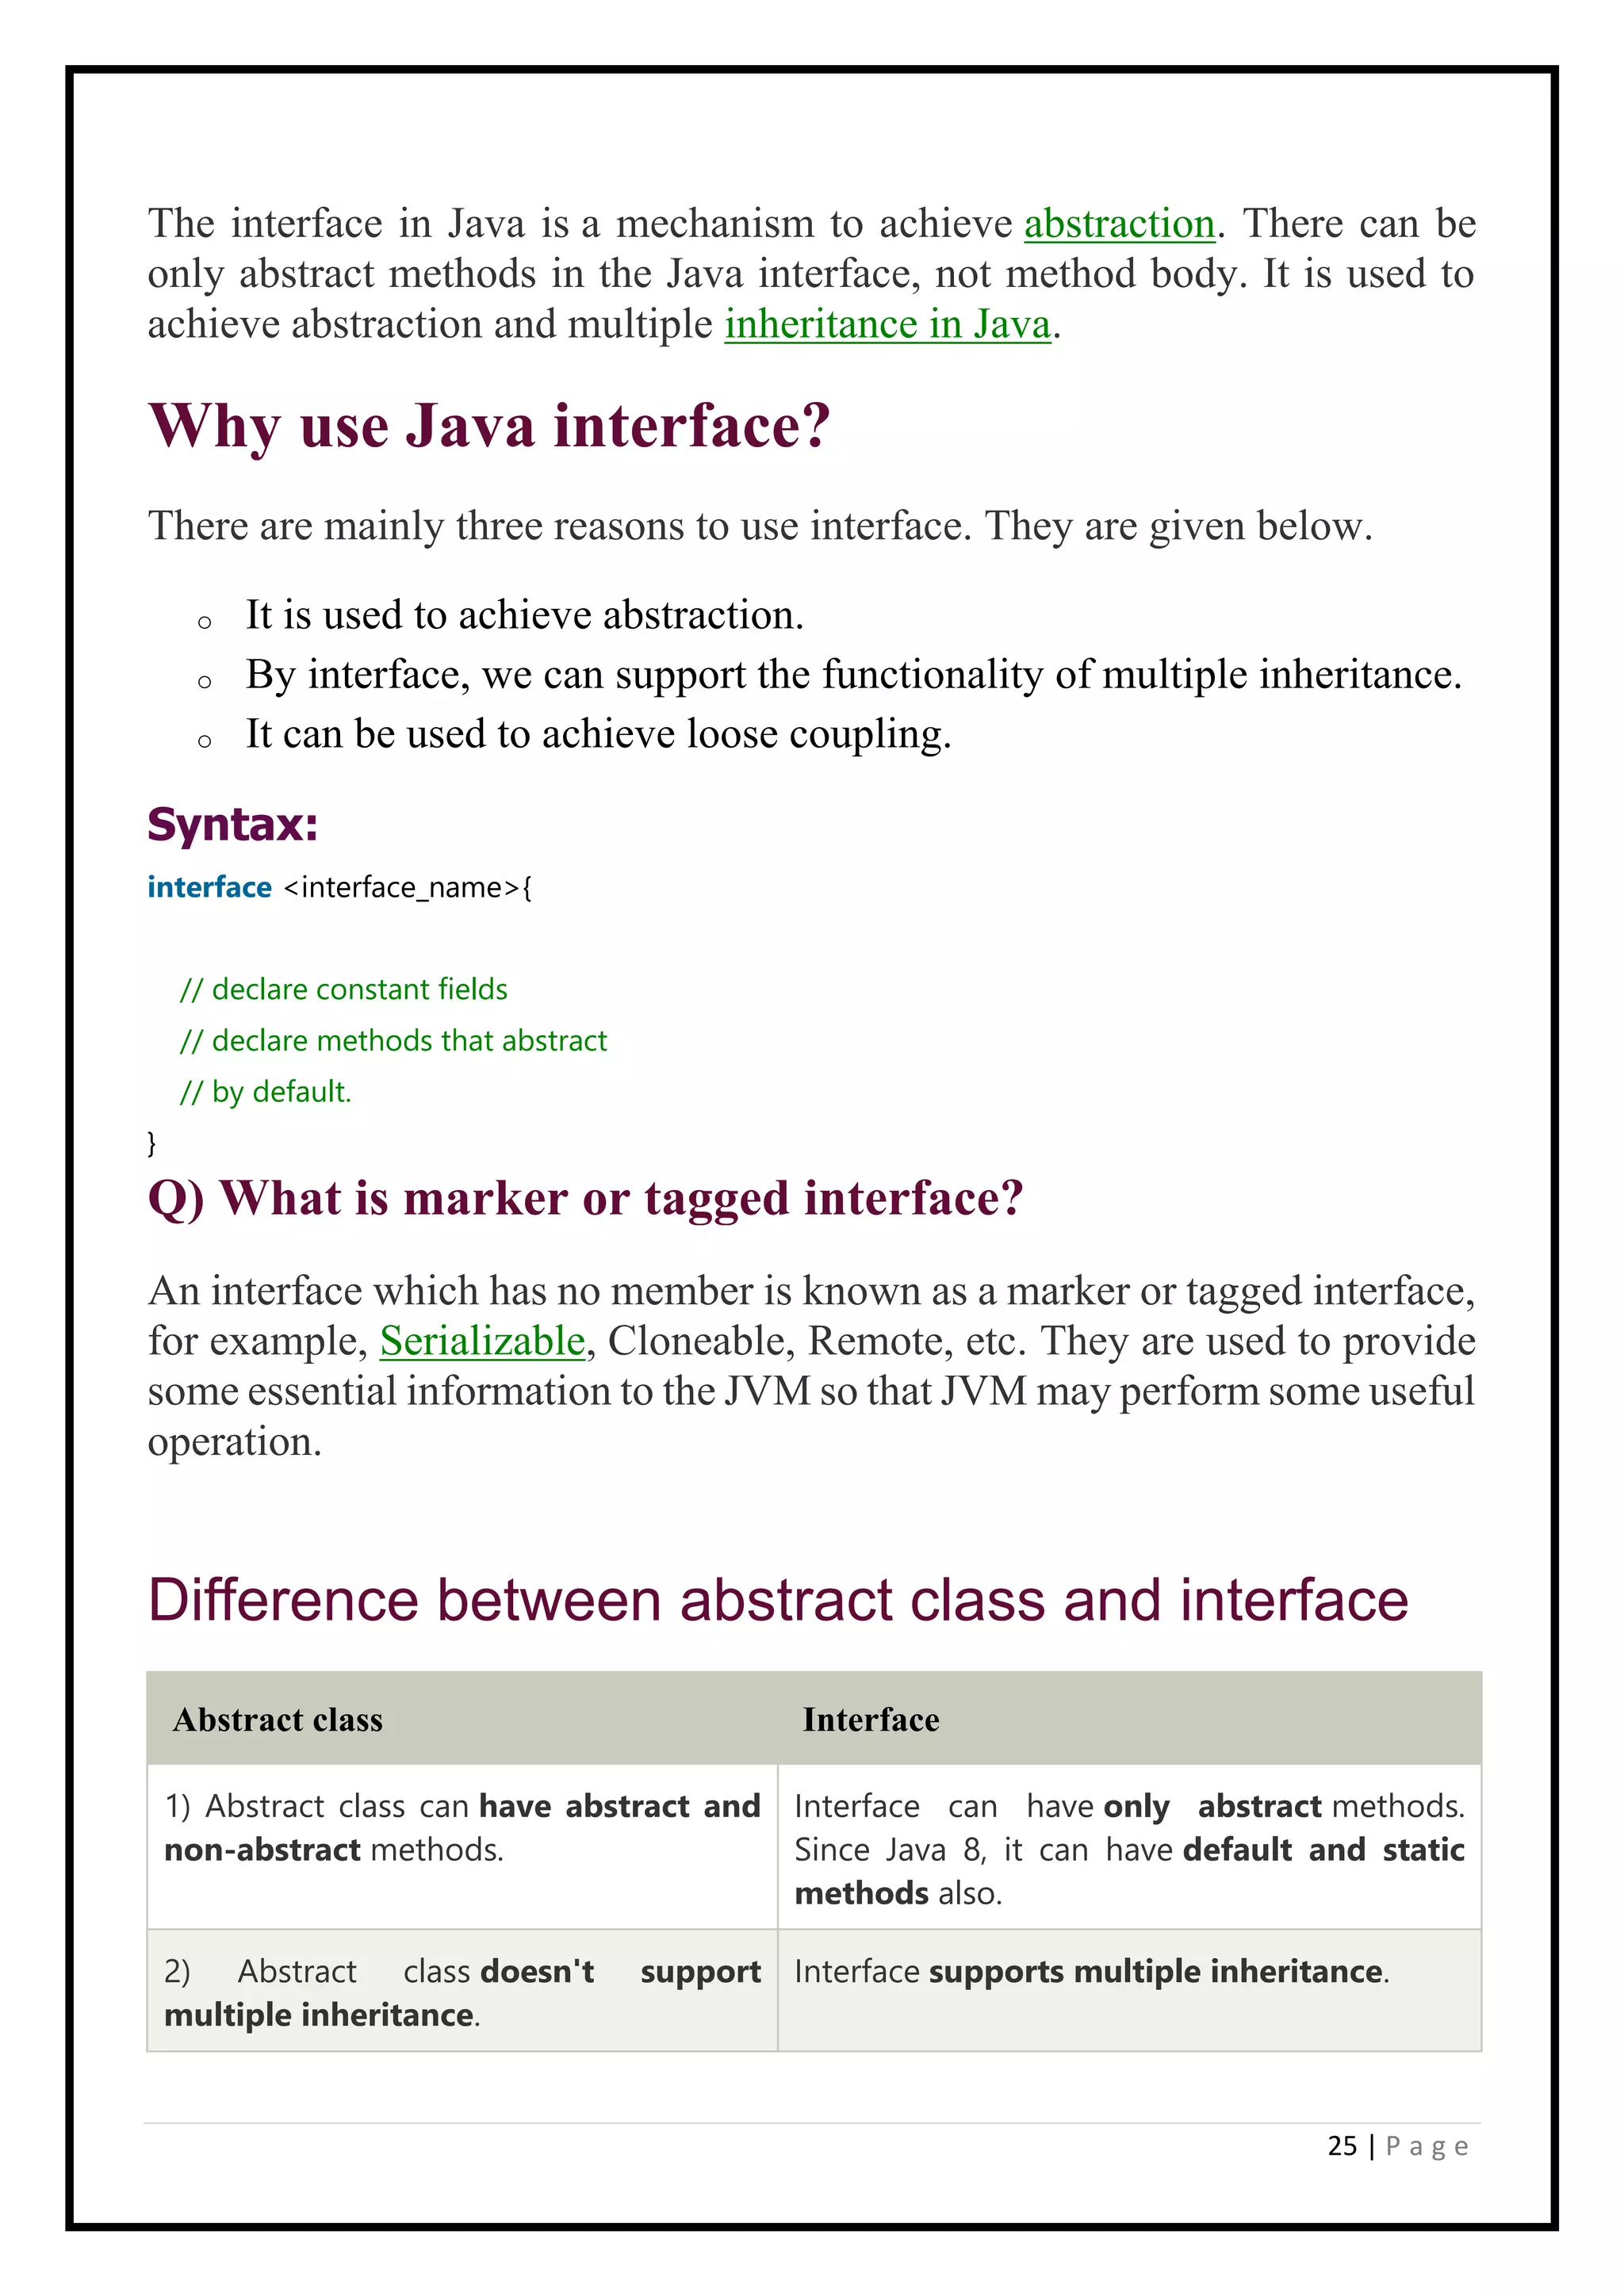 The interface in Java is a mechanism to achieve abstraction. There can be
only abstract methods in the Java interface, not method body. It is used to
achieve abstraction and multiple inheritance in Java.
Why use Java interface?
There are mainly three reasons to use interface. They are given below.
o It is used to achieve abstraction.
o By interface, we can support the functionality of multiple inheritance.
o It can be used to achieve loose coupling.
Syntax:
interface <interface_name>{
// declare constant fields
// declare methods that abstract
// by default.
}
Q) What is marker or tagged interface?
An interface which has no member is known as a marker or tagged interface,
for example, Serializable, Cloneable, Remote, etc. They are used to provide
some essential information to the JVM so that JVM may perform some useful
operation.
Difference between abstract class and interface
Abstract class
Interface
1) Abstract class can have abstract and
non-abstract methods.
Interface can have only abstract methods.
Since Java 8, it can have default and static
methods also.
2) Abstract class doesn't support
multiple inheritance.
Interface supports multiple inheritance.
25 | P a g e